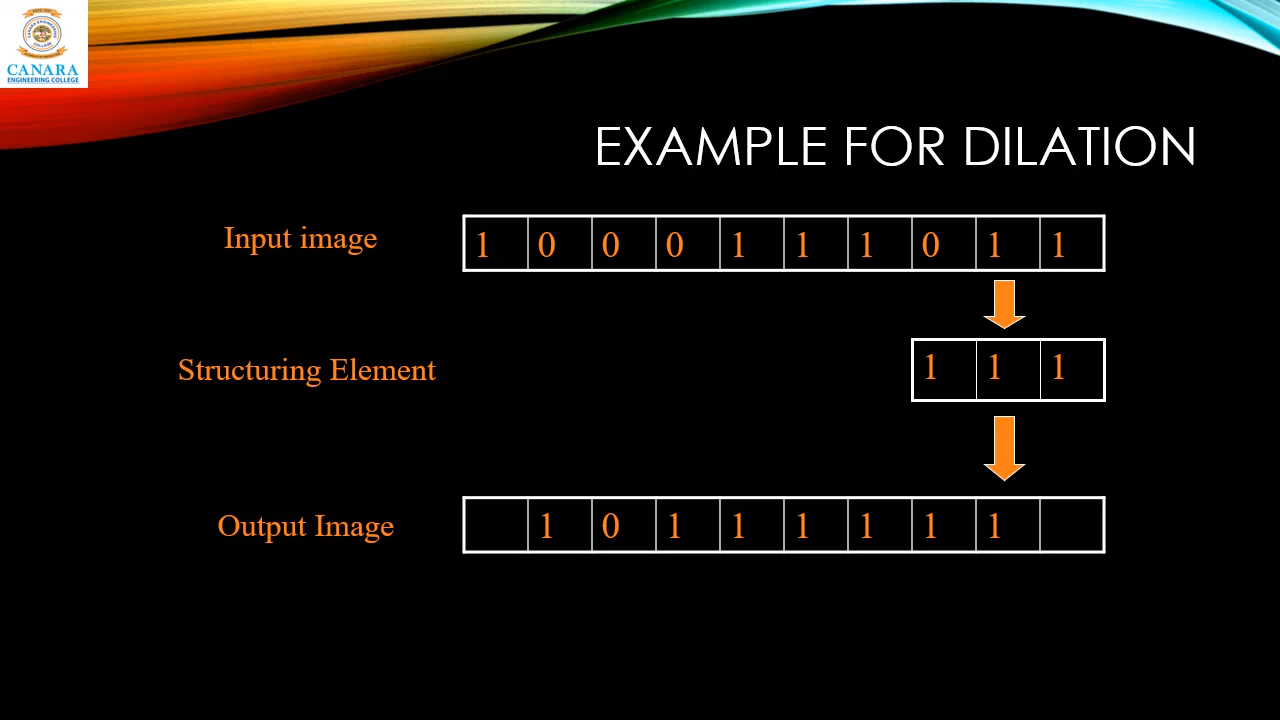 CANARA
ENGINEERING COLLEGE
EXAMPLE FOR DILATION
Input image 1 0 0 0 1 1 1 0 1 1
Structuring Element 1 1 1
Output Image 1 0 1 1 1 1 1 1